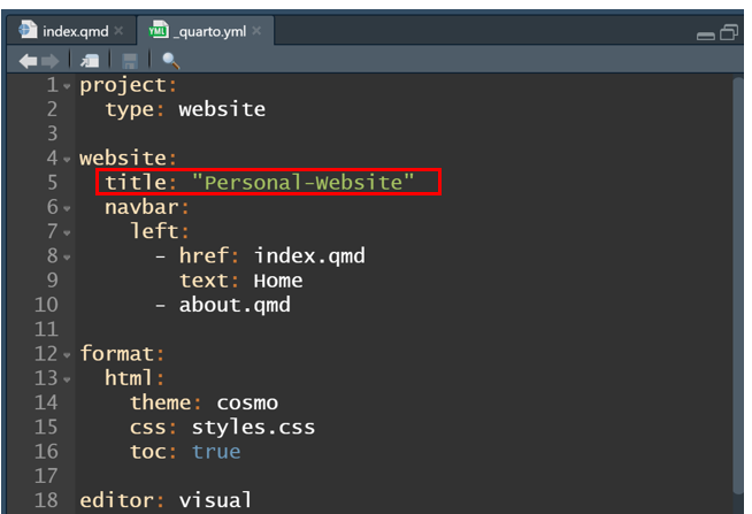 index.qmd _quarto.yml
1 project:
2   type: website
3
4 website:
5   title: "Personal-Website"
6   navbar:
7     left:
8       - href: index.qmd
9         text: Home
10       - about.qmd
11
12 format:
13   html:
14     theme: cosmo
15     css: styles.css
16     toc: true
17
18 editor: visual